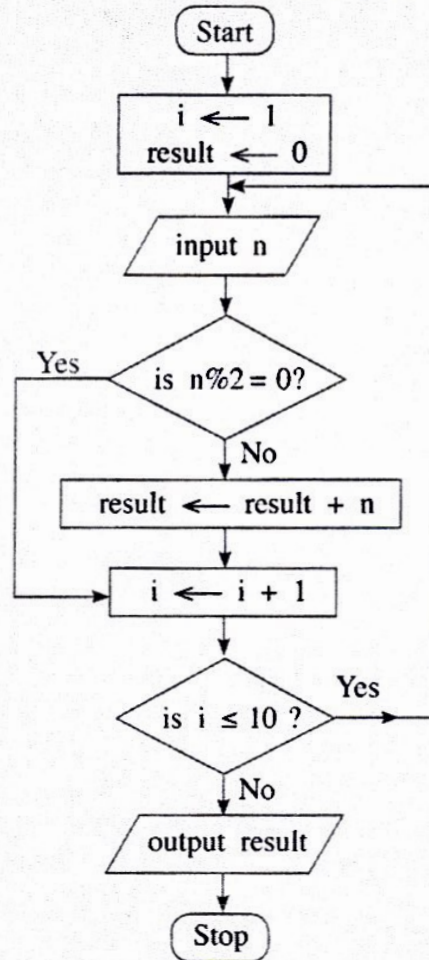 Start
i ← 1
result ← 0
input n
Yes
is n%2 = 0?
No
result ← result + n
i ← i + 1
Yes
is i ≤ 10 ?
No
output result
Stop